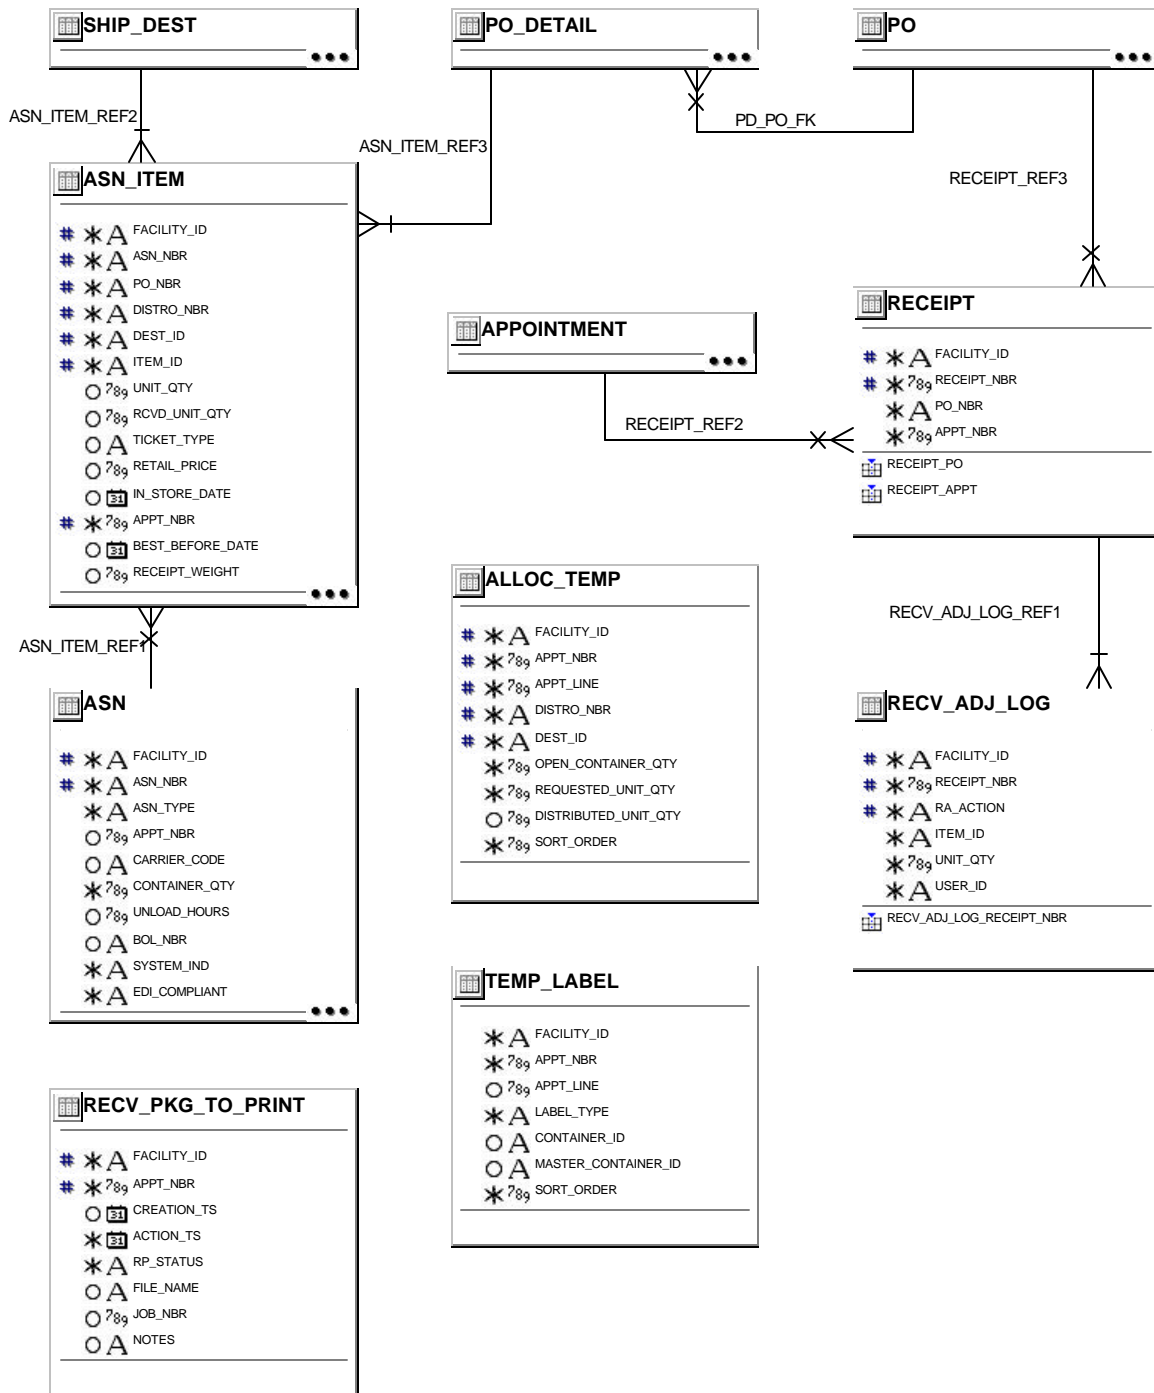 SHIP_DEST
PO_DETAIL
PO
ASN_ITEM_REF2
ASN_ITEM_REF3
PD_PO_FK
RECEIPT_REF3
ASN_ITEM
FACILITY_ID
ASN_NBR
PO_NBR
DISTRO_NBR
DEST_ID
ITEM_ID
UNIT_QTY
RCVD_UNIT_QTY
TICKET_TYPE
RETAIL_PRICE
IN_STORE_DATE
APPT_NBR
BEST_BEFORE_DATE
RECEIPT_WEIGHT
APPOINTMENT
RECEIPT_REF2
RECEIPT
FACILITY_ID
RECEIPT_NBR
PO_NBR
APPT_NBR
RECEIPT_PO
RECEIPT_APPT
ASN_ITEM_REF1
ASN
FACILITY_ID
ASN_NBR
ASN_TYPE
APPT_NBR
CARRIER_CODE
CONTAINER_QTY
UNLOAD_HOURS
BOL_NBR
SYSTEM_IND
EDI_COMPLIANT
ALLOC_TEMP
FACILITY_ID
APPT_NBR
APPT_LINE
DISTRO_NBR
DEST_ID
OPEN_CONTAINER_QTY
REQUESTED_UNIT_QTY
DISTRIBUTED_UNIT_QTY
SORT_ORDER
RECV_ADJ_LOG_REF1
RECV_ADJ_LOG
FACILITY_ID
RECEIPT_NBR
RA_ACTION
ITEM_ID
UNIT_QTY
USER_ID
RECV_ADJ_LOG_RECEIPT_NBR
TEMP_LABEL
FACILITY_ID
APPT_NBR
APPT_LINE
LABEL_TYPE
CONTAINER_ID
MASTER_CONTAINER_ID
SORT_ORDER
RECV_PKG_TO_PRINT
FACILITY_ID
APPT_NBR
CREATION_TS
ACTION_TS
RP_STATUS
FILE_NAME
JOB_NBR
NOTES